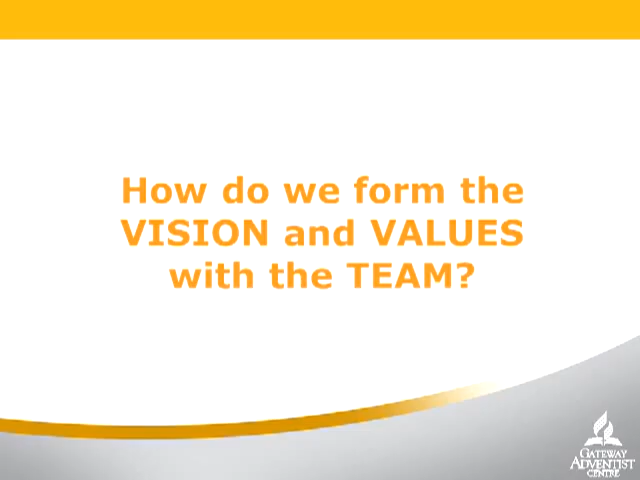 How do we form the
VISION and VALUES
with the TEAM?
GATEWAY
ADVENTIST
CENTRE